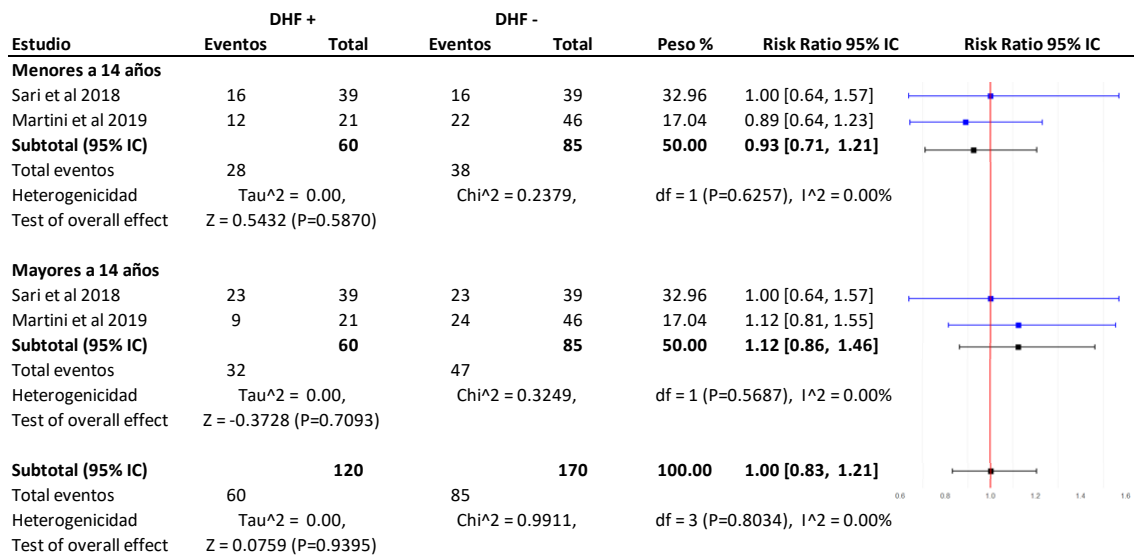 DHF + DHF -
Estudio Eventos Total Eventos Total Peso % Risk Ratio 95% IC Risk Ratio 95% IC
Menores a 14 años
Sari et al 2018 16 39 16 39 32.96 1.00 [0.64, 1.57]
Martini et al 2019 12 21 22 46 17.04 0.89 [0.64, 1.23]
Subtotal (95% IC) 60 85 50.00 0.93 [0.71, 1.21]
Total eventos 28 38
Heterogenicidad Tau^2 = 0.00, Chi^2 = 0.2379, df = 1 (P=0.6257), I^2 = 0.00%
Test of overall effect Z = 0.5432 (P=0.5870)
Mayores a 14 años
Sari et al 2018 23 39 23 39 32.96 1.00 [0.64, 1.57]
Martini et al 2019 9 21 24 46 17.04 1.12 [0.81, 1.55]
Subtotal (95% IC) 60 85 50.00 1.12 [0.86, 1.46]
Total eventos 32 47
Heterogenicidad Tau^2 = 0.00, Chi^2 = 0.3249, df = 1 (P=0.5687), I^2 = 0.00%
Test of overall effect Z = -0.3728 (P=0.7093)
Subtotal (95% IC) 120 170 100.00 1.00 [0.83, 1.21]
Total eventos 60 85
0.6 0.8 1.0 1.2 1.4 1.6
Heterogenicidad Tau^2 = 0.00, Chi^2 = 0.9911, df = 3 (P=0.8034), I^2 = 0.00%
Test of overall effect Z = 0.0759 (P=0.9395)